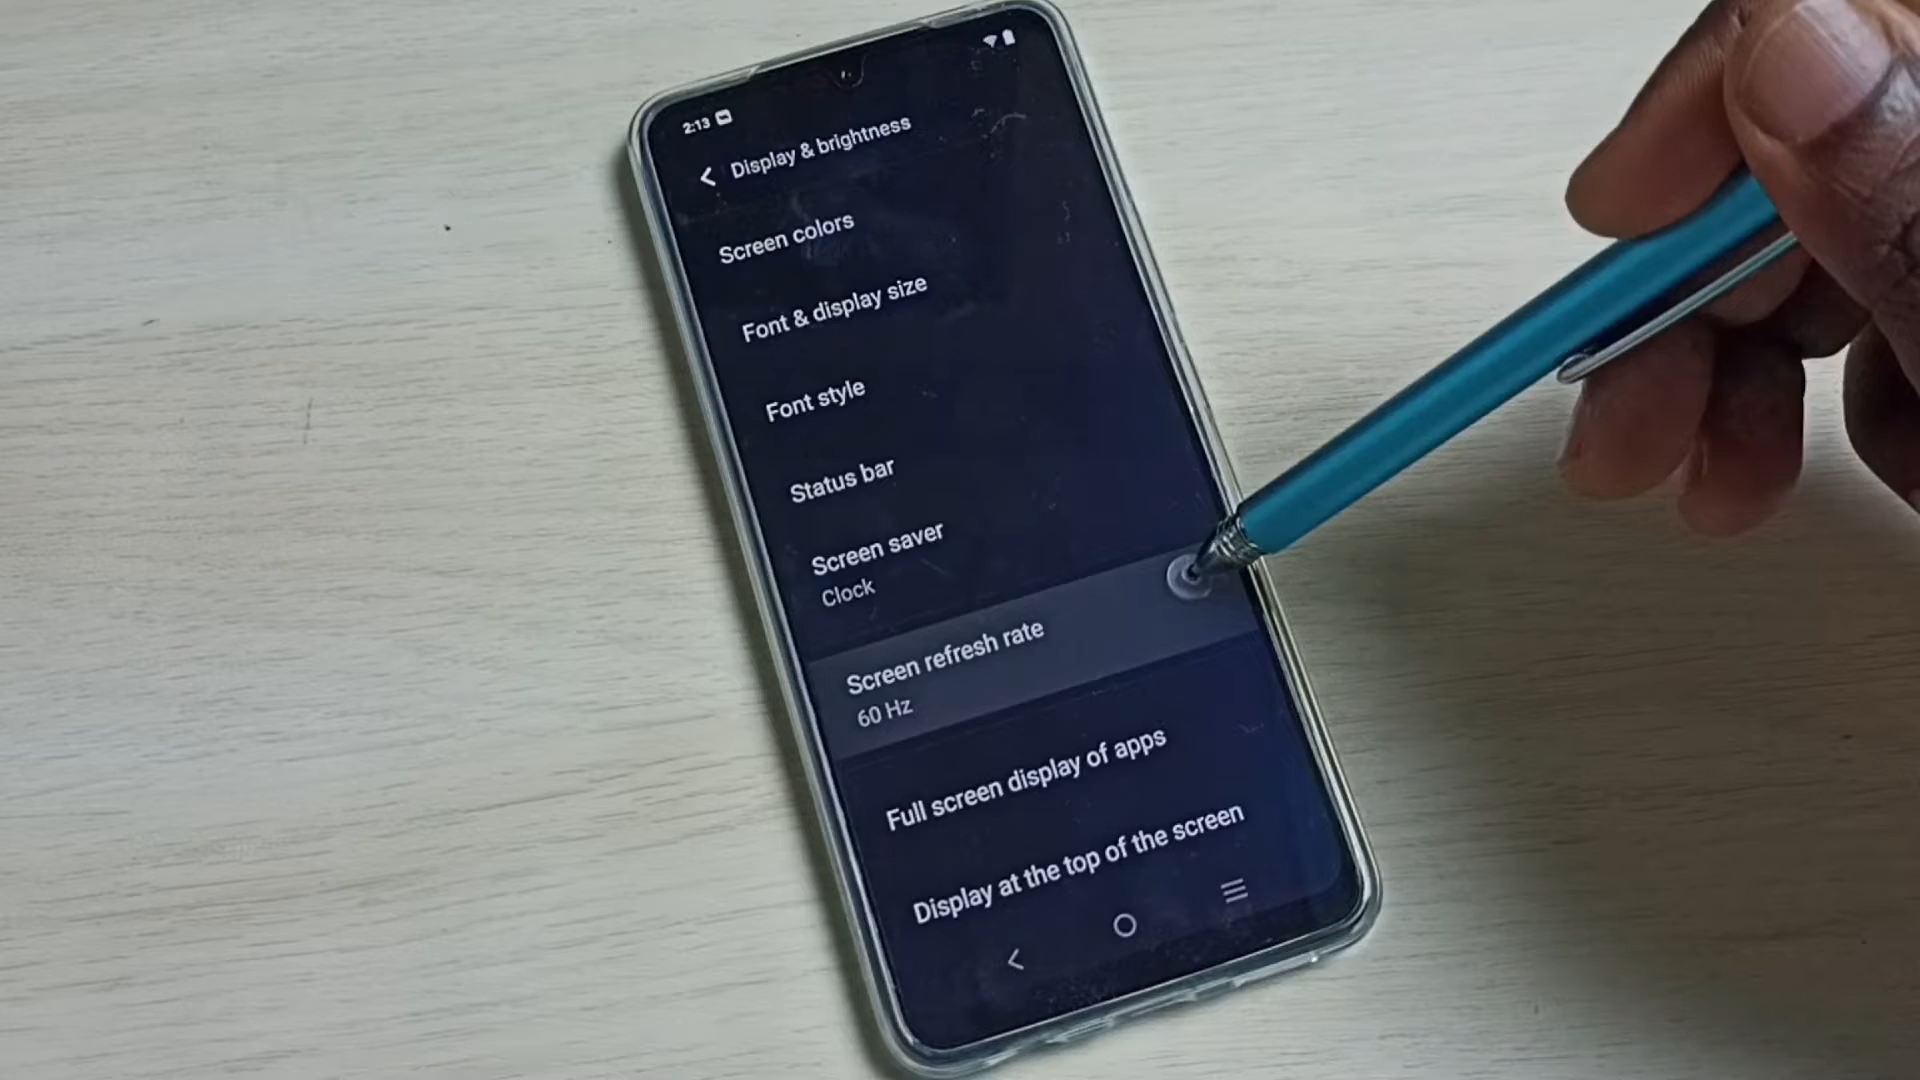 2:13
Display & brightness
Screen colors
Font & display size
Font style
Status bar
Screen saver
Clock
Screen refresh rate
60 Hz
Full screen display of apps
Display at the top of the screen